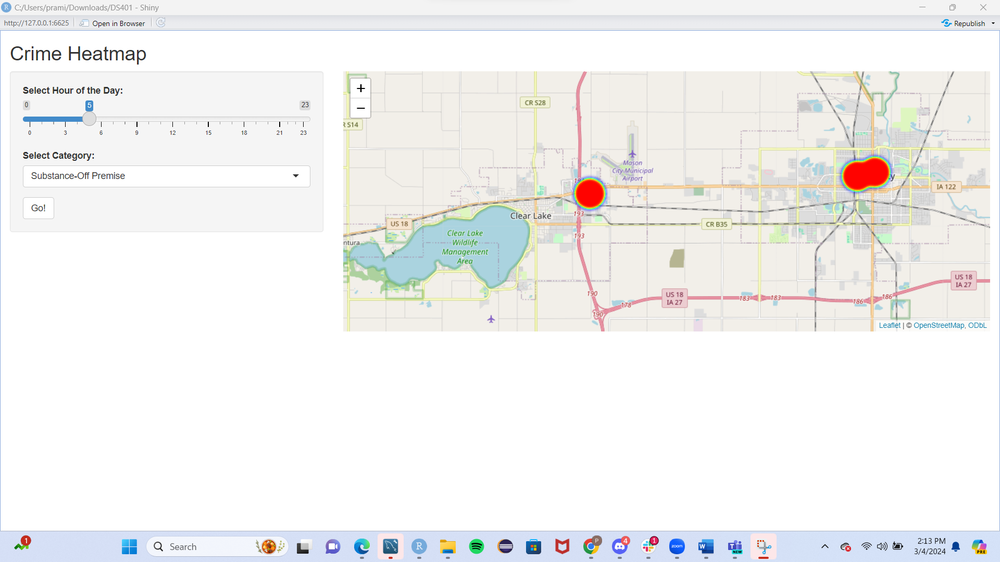 C:/Users/prami/Downloads/DS401 - Shiny
http://127.0.0.1:6625
Open in Browser
Republish
Crime Heatmap
Select Hour of the Day:
0
5
23
0 3 6 9 12 15 18 21 23
Select Category:
Substance-Off Premise
Go!
+
−
CR S28
R S14
Mason
City Municipal
Airport
IA 122
Clear Lake
193
CR B35
US 18
193
ntura
Clear Lake
Wildlife
Management
Area
US 18
IA 27
190
US 18
IA 27
183
183
186
186
178
190
Leaflet | © OpenStreetMap, ODbL
1
Search
P
4
1
zoom
W
NEW
2:13 PM
3/4/2024
PRE